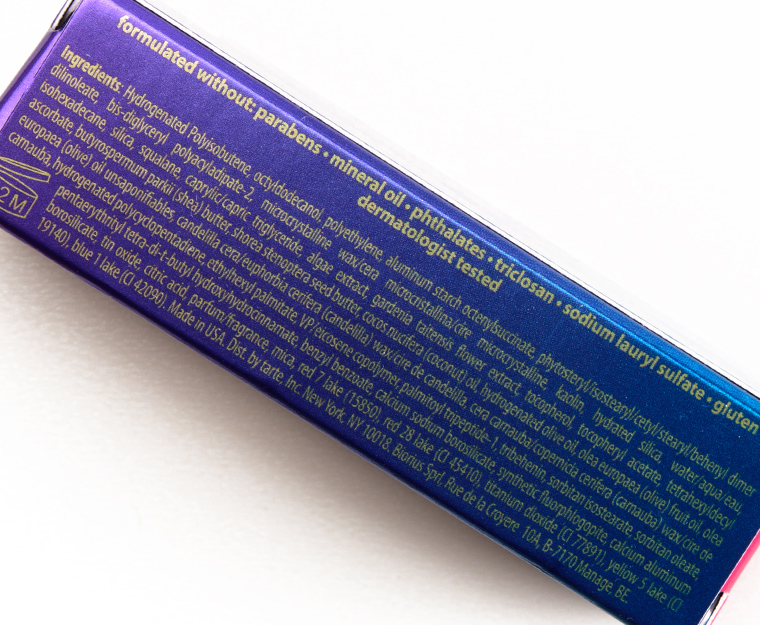 formulated without: parabens • mineral oil • phthalates • triclosan • sodium lauryl sulfate • gluten
dermatologist tested
Ingredients: Hydrogenated Polyisobutene, octyldodecanol, polyethylene, aluminum starch octenylsuccinate, phytosteryl/isostearyl/cetyl/stearyl/behenyl dimer
dilinoleate, bis-diglyceryl polyacyladipate-2, microcrystalline wax/cera microcristallina/cire microcrystalline, kaolin, hydrated silica, water/aqua/eau,
isohexadecane, silica, squalane, caprylic/capric triglyceride, algae extract, gardenia taitensis flower extract, tocopherol, tocopheryl acetate, tetrahexyldecyl
ascorbate, butyrospermum parkii (shea) butter, shorea stenoptera seed butter, cocos nucifera (coconut) oil, hydrogenated olive oil, olea europaea (olive) fruit oil, olea
europaea (olive) oil unsaponifiables, candelilla cera/euphorbia cerifera (Candelilla) wax/cire de candelilla, cera carnauba/copernicia cerifera (carnauba) wax/cire de
carnauba, hydrogenated polycyclopentadiene, ethylhexyl palmitate, VP/eicosene copolymer, palmitoyl tripeptide-1, tribehenin, sorbitan isostearate, sorbitan oleate,
2 M pentaerythrityl tetra-di-t-butyl hydroxyhydrocinnamate, benzyl benzoate, calcium sodium borosilicate, synthetic fluorphlogopite, calcium aluminum
borosilicate, tin oxide, citric acid, parfum/fragrance, mica, red 7 lake (15850), red 28 lake (CI 45410), titanium dioxide (CI 77891), yellow 5 lake (CI
19140), blue 1 lake (CI 42090). Made in USA. Dist. by tarte, inc. New York, NY 10018. Biorius Sprl, Rue de la Croyere 10A, B-7170 Manage, BE.